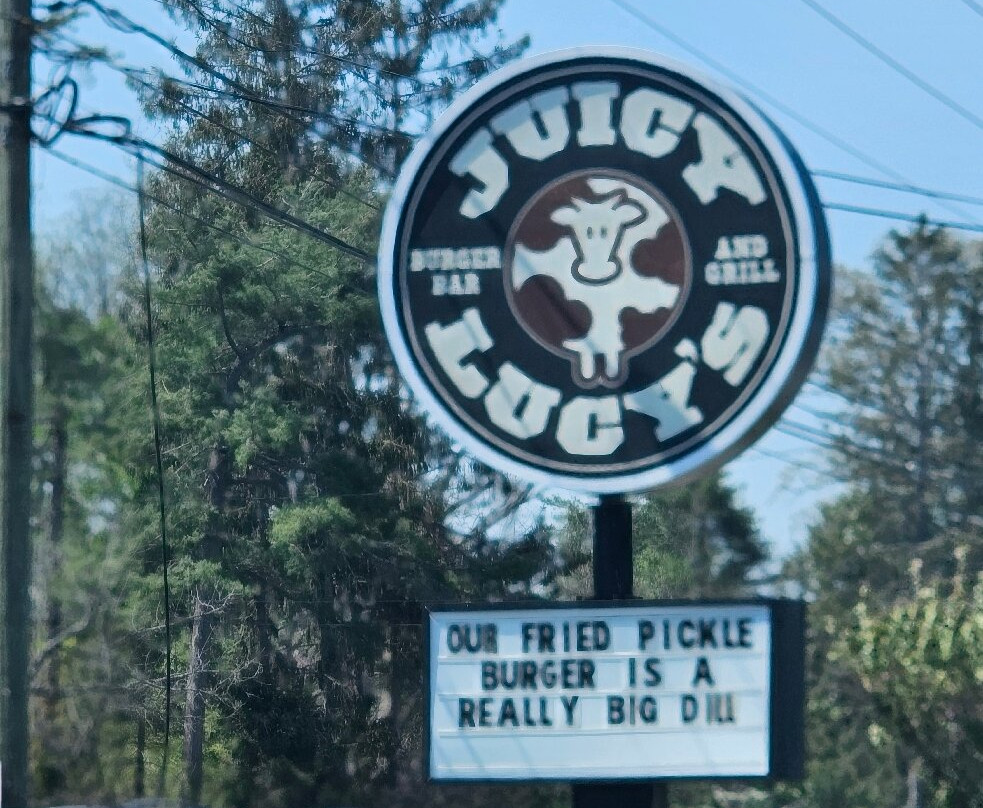 JUICY
BURGER
BAR
AND
GRILL
LUCY'S
OUR FRIED PICKLE
BURGER IS A
REALLY BIG DILL